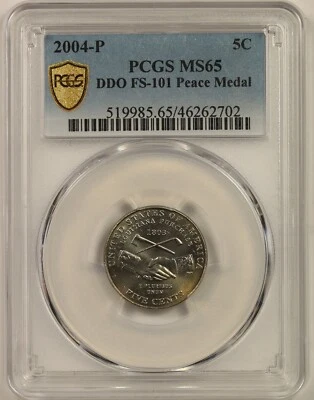 2004-P 5C
PCGS MS65
DDO FS-101 Peace Medal
PCGS
519985.65/46262702
UNITED STATES OF AMERICA
LOUISIANA PURCHASE
1803
E PLURIBUS
UNUM
FIVE CENTS